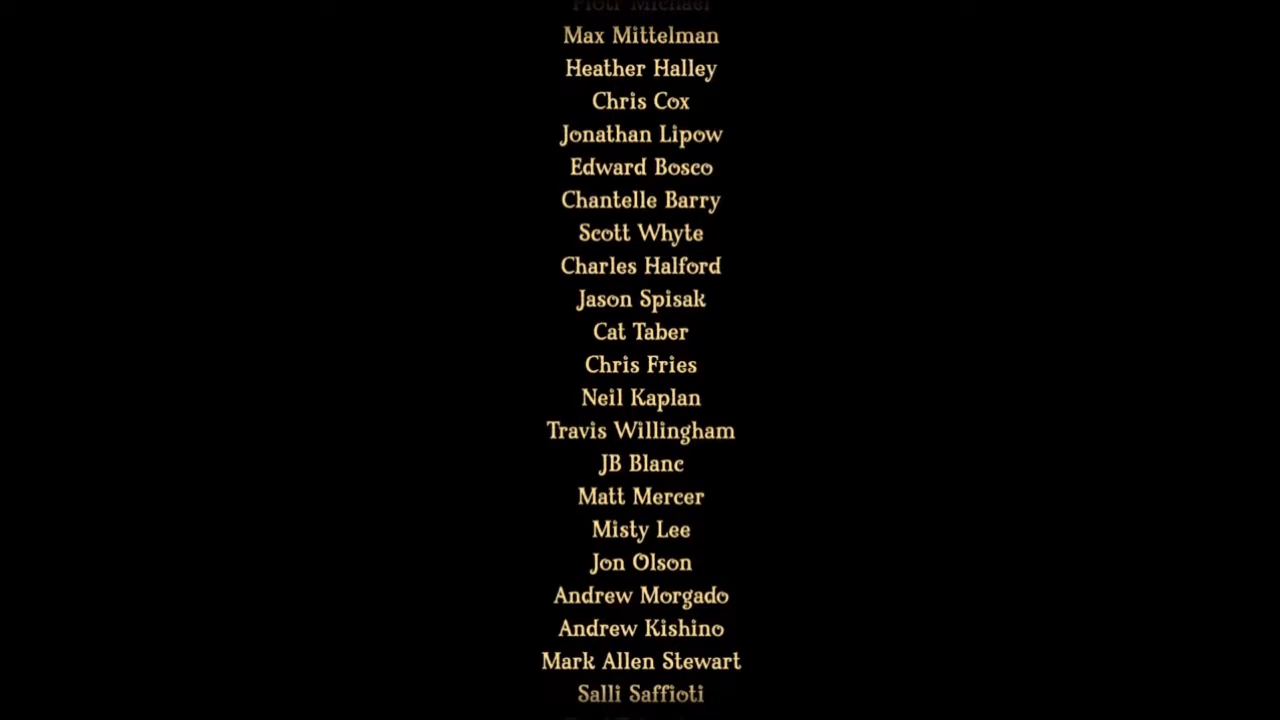 Piotr Michael
Max Mittelman
Heather Halley
Chris Cox
Jonathan Lipow
Edward Bosco
Chantelle Barry
Scott Whyte
Charles Halford
Jason Spisak
Cat Taber
Chris Fries
Neil Kaplan
Travis Willingham
JB Blanc
Matt Mercer
Misty Lee
Jon Olson
Andrew Morgado
Andrew Kishino
Mark Allen Stewart
Salli Saffioti